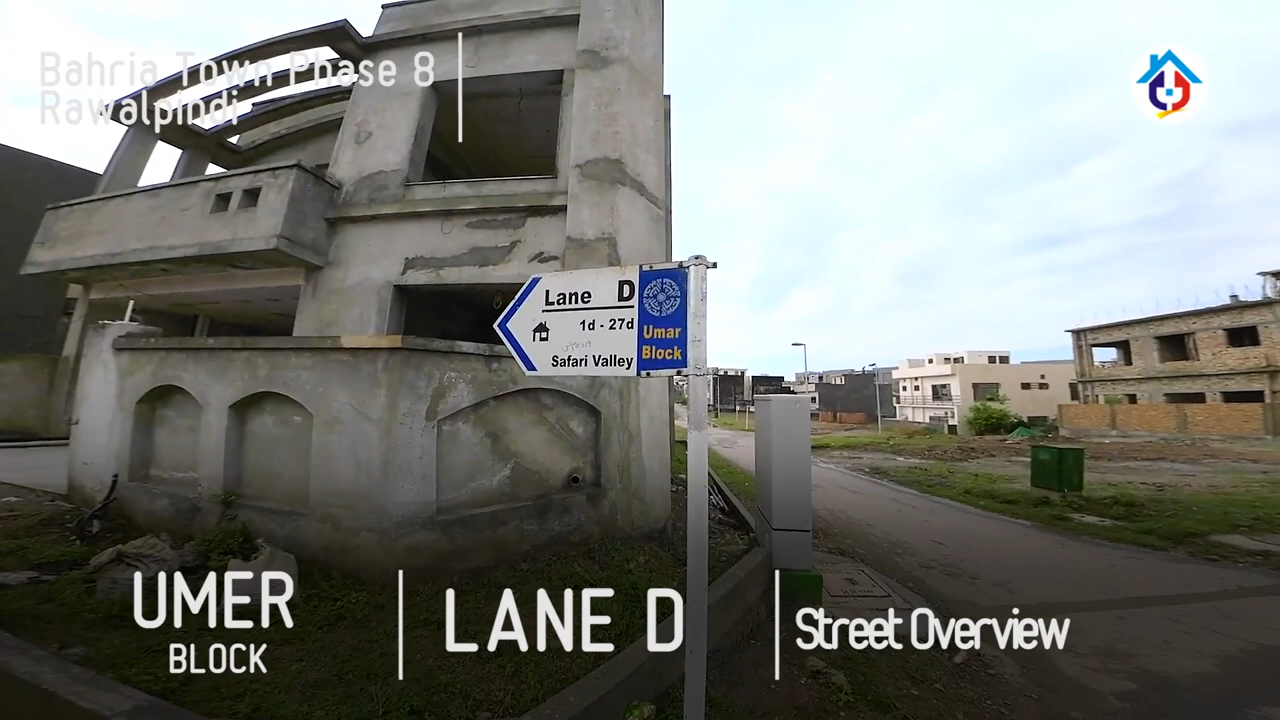 Bahria Town Phase 8
Rawalpindi
Lane D
1d - 27d
Safari Valley
Umar
Block
UMER
BLOCK
LANE D
Street Overview